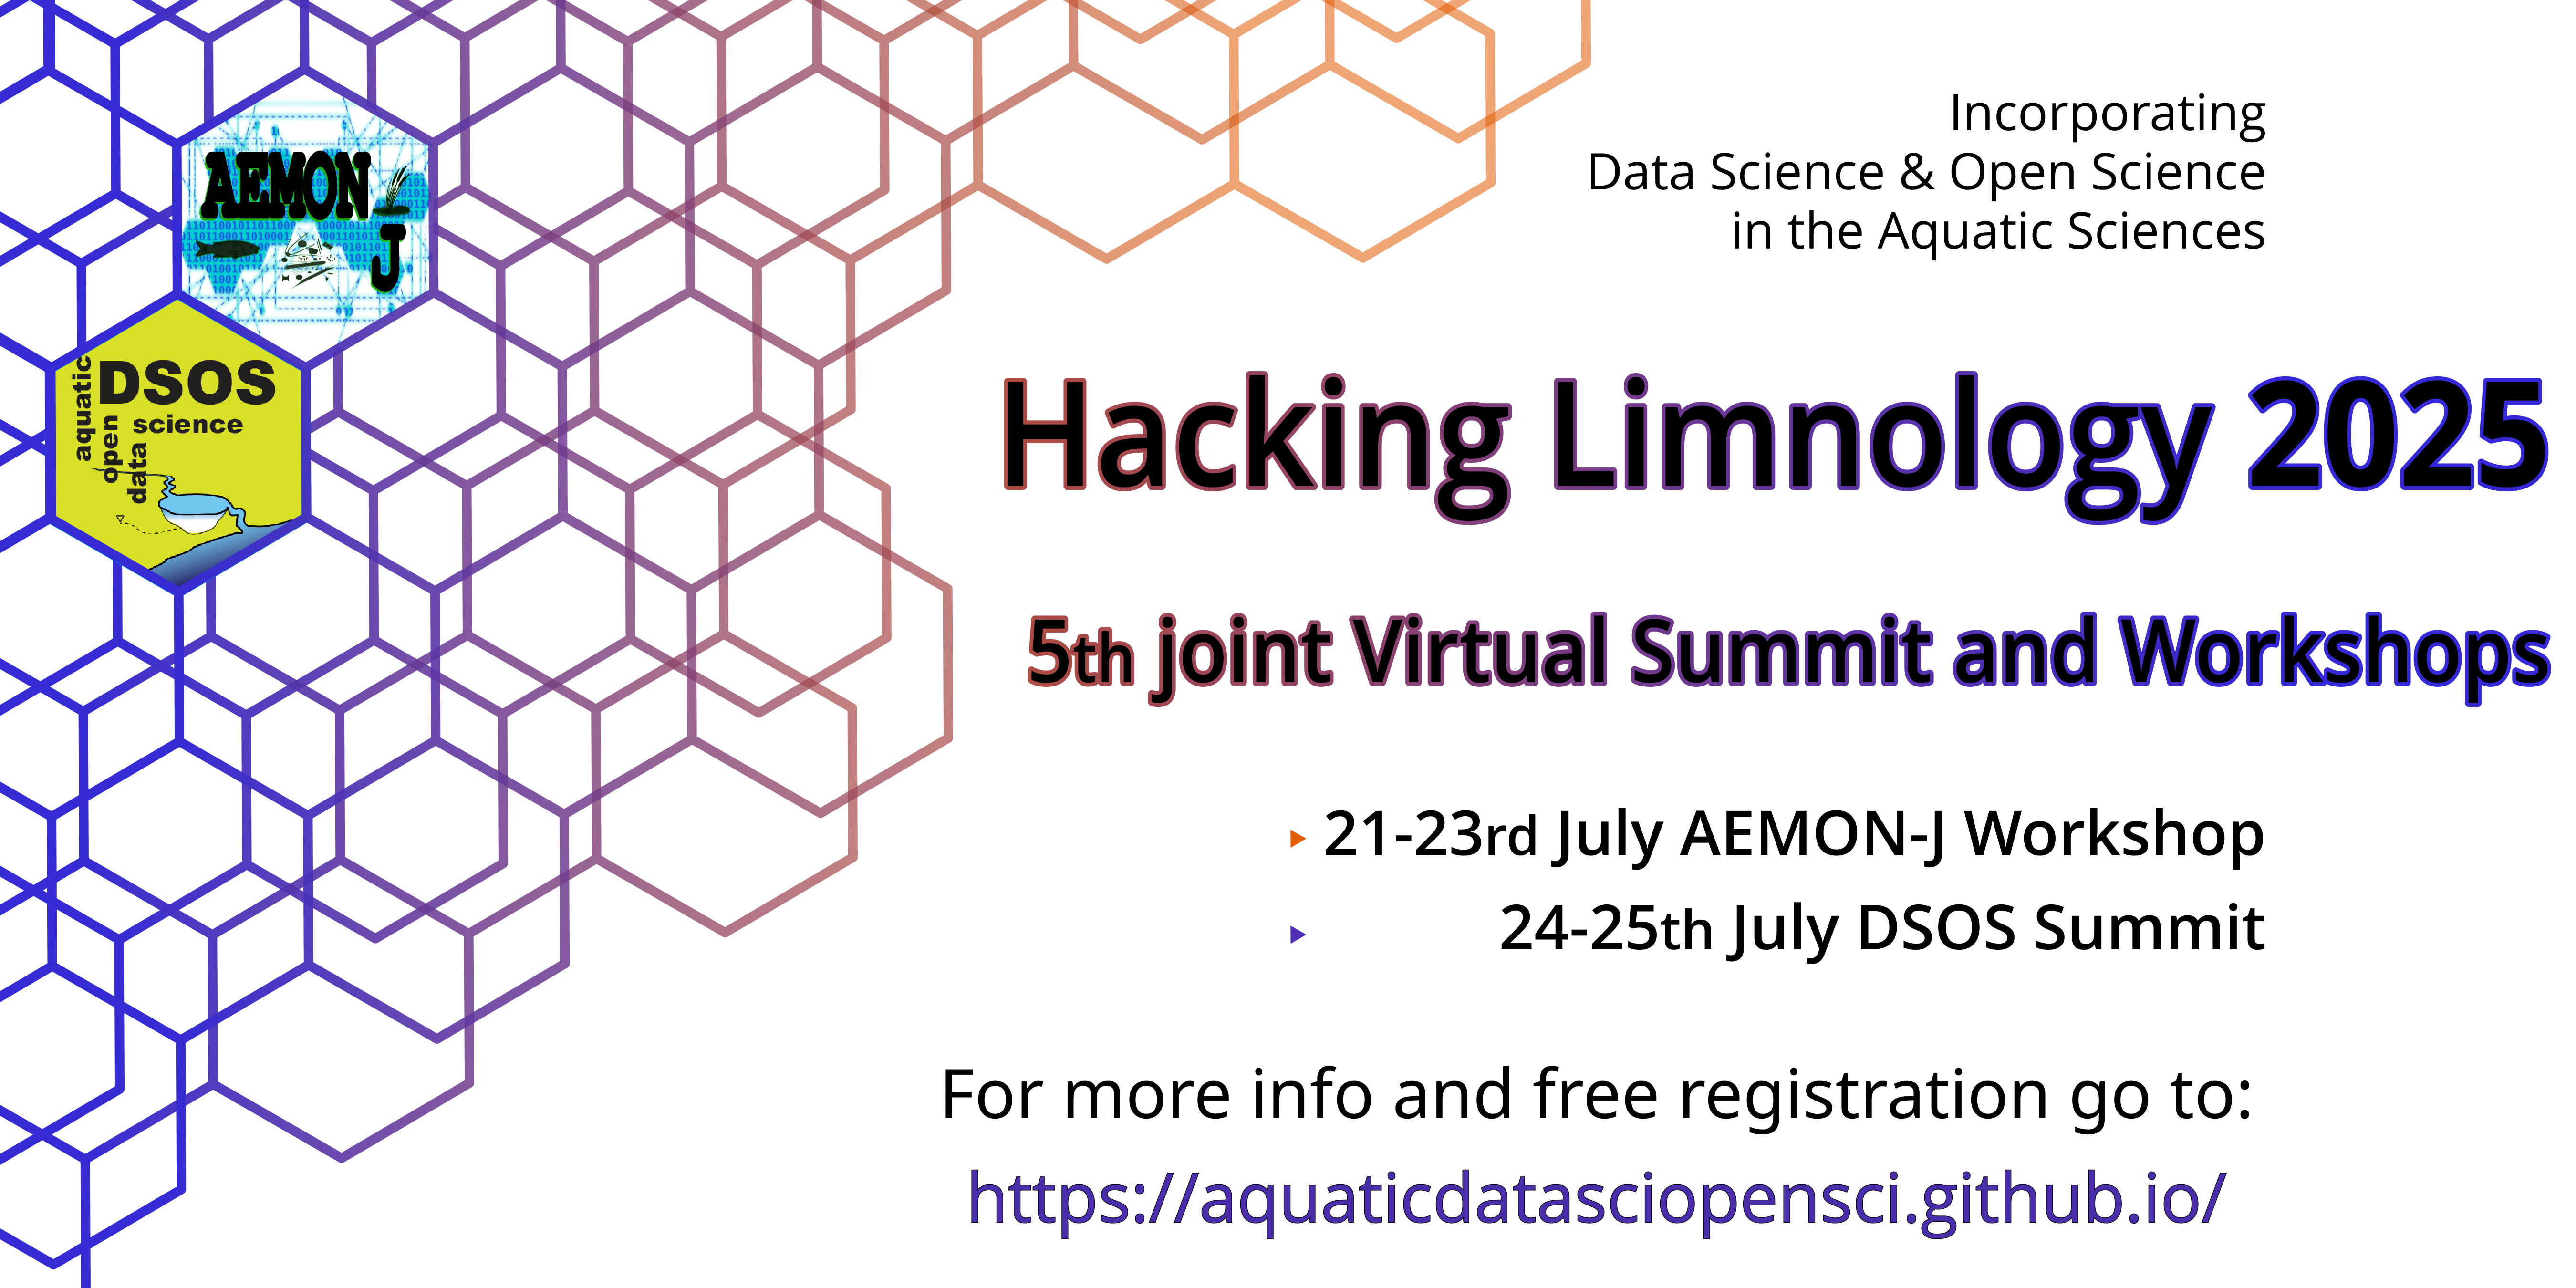 Incorporating
Data Science & Open Science
in the Aquatic Sciences
AEMON
J
aquatic
DSOS
open
science
data
Hacking Limnology 2025
5th joint Virtual Summit and Workshops
21-23rd July AEMON-J Workshop
24-25th July DSOS Summit
For more info and free registration go to:
https://aquaticdatasciopensci.github.io/